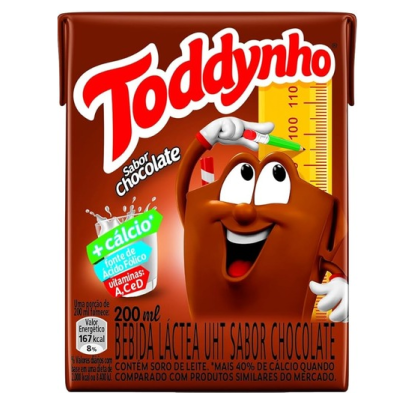 Toddynho
Sabor
chocolate
110
100
90
+cálcio*
fonte de
Ácido Fólico
vitaminas:
A, C e D
Uma porção de
200 ml fornece:
Valor
Energético
167 kcal
8%
200 ml
BEBIDA LÁCTEA UHT SABOR CHOCOLATE
CONTÉM SORO DE LEITE. *MAIS 40% DE CÁLCIO QUANDO
COMPARADO COM PRODUTOS SIMILARES DO MERCADO.